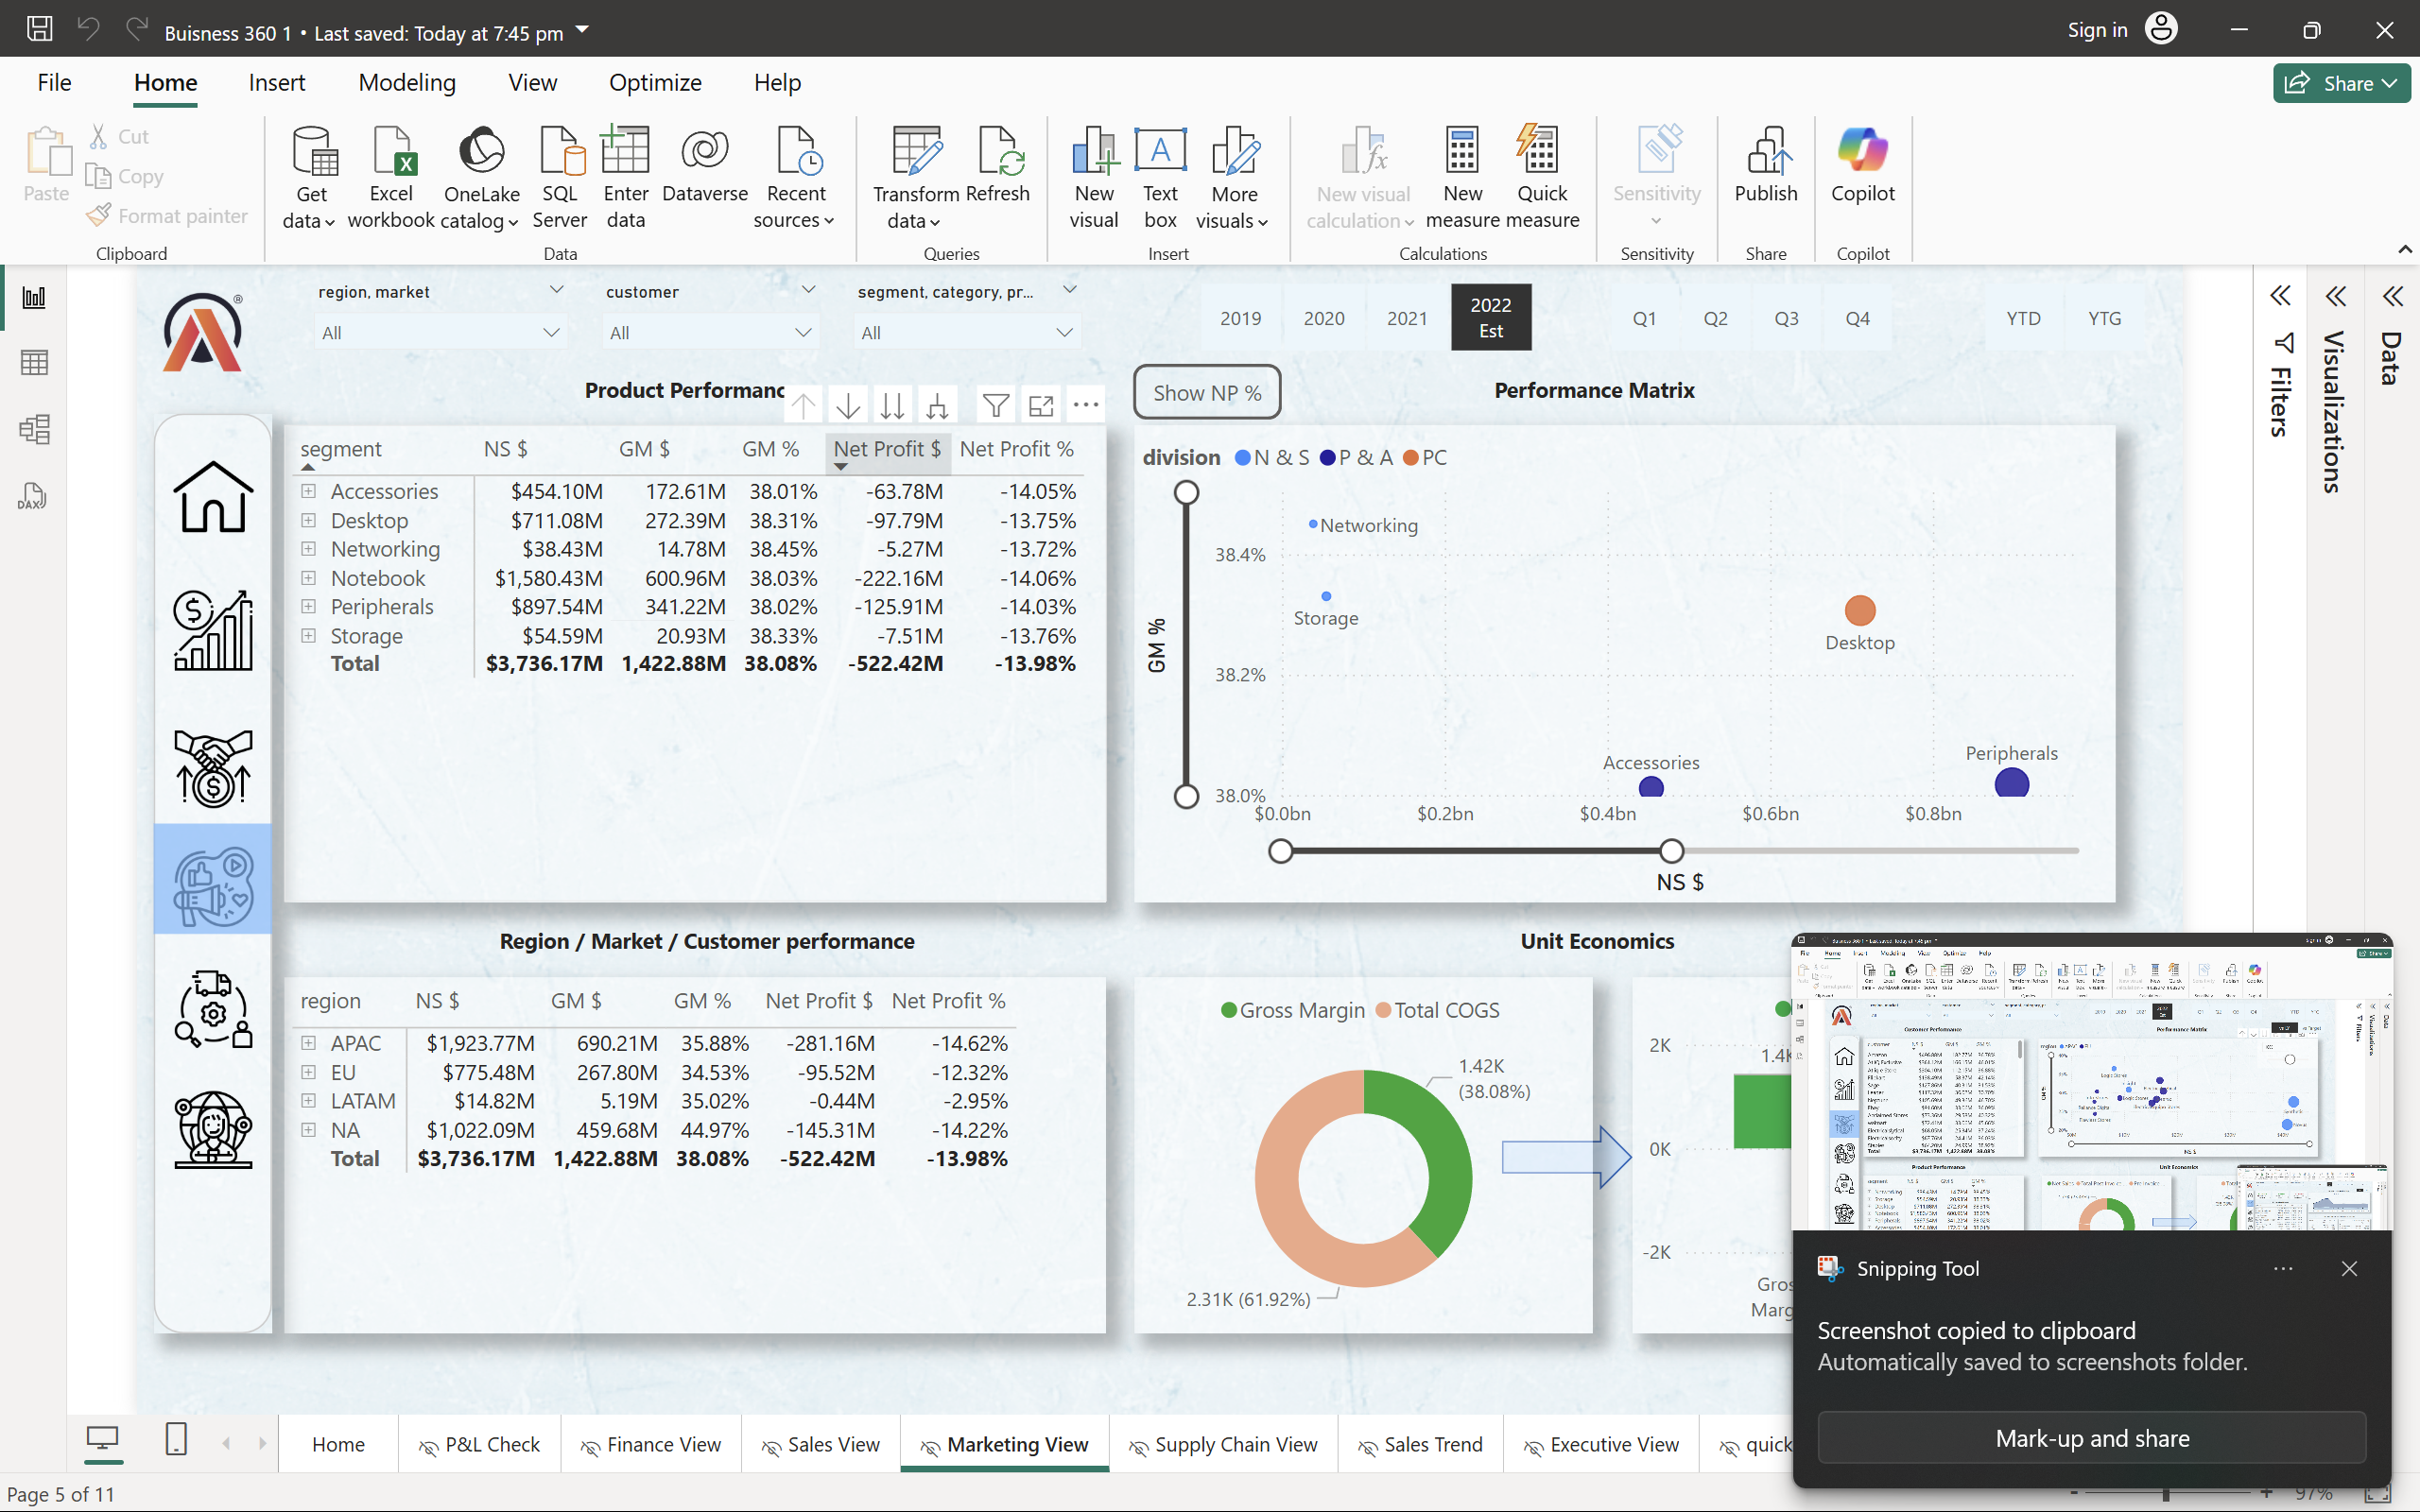 Buisness 360 1 • Last saved: Today at 7:45 pm
Sign in
File Home Insert Modeling View Optimize Help
Share
Paste
Cut
Copy
Format painter
Clipboard
Get data
Excel workbook
OneLake catalog
SQL Server
Enter data
Dataverse
Recent sources
Data
Transform data
Refresh
Queries
New visual
Text box
More visuals
Insert
New visual calculation
New measure
Quick measure
Calculations
Sensitivity
Sensitivity
Publish
Share
Copilot
Copilot
DAX
region, market
All
customer
All
segment, category, pr...
All
2019 2020 2021 2022 Est
Q1 Q2 Q3 Q4
YTD YTG
Filters
Visualizations
Data
Product Performanc
segment NS $ GM $ GM % Net Profit $ Net Profit %
Accessories $454.10M 172.61M 38.01% -63.78M -14.05%
Desktop $711.08M 272.39M 38.31% -97.79M -13.75%
Networking $38.43M 14.78M 38.45% -5.27M -13.72%
Notebook $1,580.43M 600.96M 38.03% -222.16M -14.06%
Peripherals $897.54M 341.22M 38.02% -125.91M -14.03%
Storage $54.59M 20.93M 38.33% -7.51M -13.76%
Total $3,736.17M 1,422.88M 38.08% -522.42M -13.98%
Show NP %
Performance Matrix
division N & S P & A PC
GM %
38.4%
38.2%
38.0%
Networking
Storage
Desktop
Accessories
Peripherals
$0.0bn $0.2bn $0.4bn $0.6bn $0.8bn
NS $
Region / Market / Customer performance
region NS $ GM $ GM % Net Profit $ Net Profit %
APAC $1,923.77M 690.21M 35.88% -281.16M -14.62%
EU $775.48M 267.80M 34.53% -95.52M -12.32%
LATAM $14.82M 5.19M 35.02% -0.44M -2.95%
NA $1,022.09M 459.68M 44.97% -145.31M -14.22%
Total $3,736.17M 1,422.88M 38.08% -522.42M -13.98%
Unit Economics
Gross Margin Total COGS
1.42K
(38.08%)
2.31K (61.92%)
2K
0K
-2K
Snipping Tool
Screenshot copied to clipboard
Automatically saved to screenshots folder.
Mark-up and share
Home P&L Check Finance View Sales View Marketing View Supply Chain View Sales Trend Executive View quick
Page 5 of 11
97%